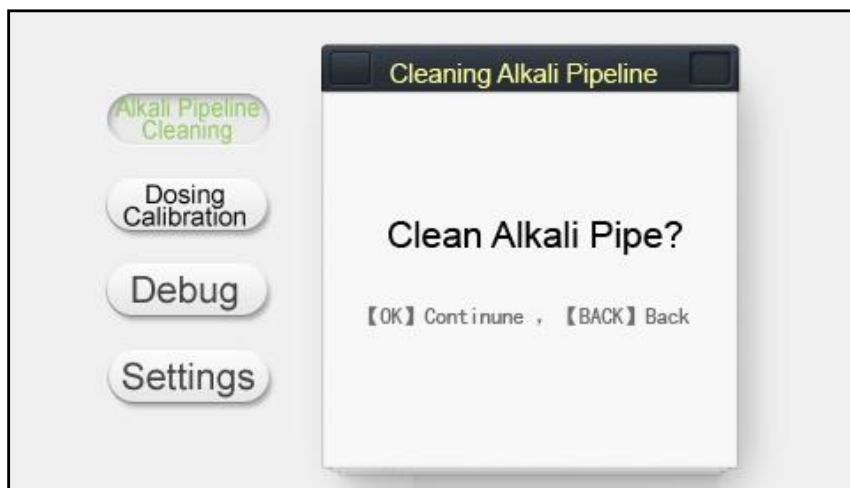 Cleaning Alkali Pipeline
Alkali Pipeline
Cleaning
Dosing
Calibration
Debug
Settings
Clean Alkali Pipe?
【OK】Continune ， 【BACK】Back